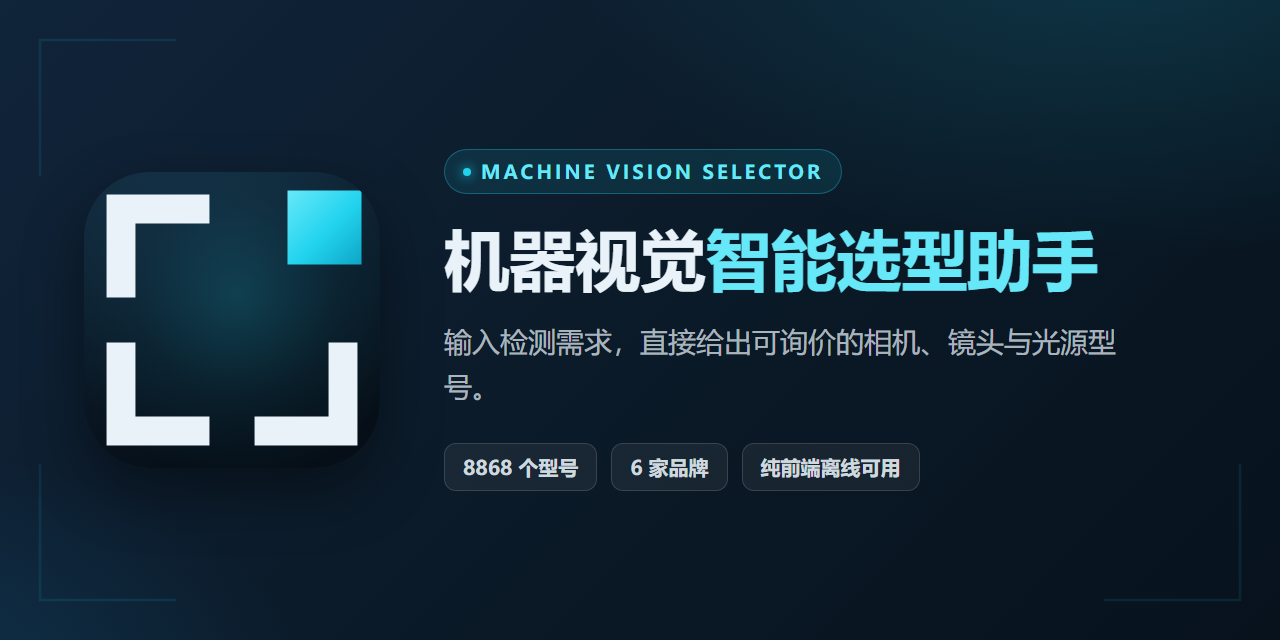 MACHINE VISION SELECTOR
机器视觉智能选型助手
输入检测需求，直接给出可询价的相机、镜头与光源型
号。
8868 个型号
6 家品牌
纯前端离线可用